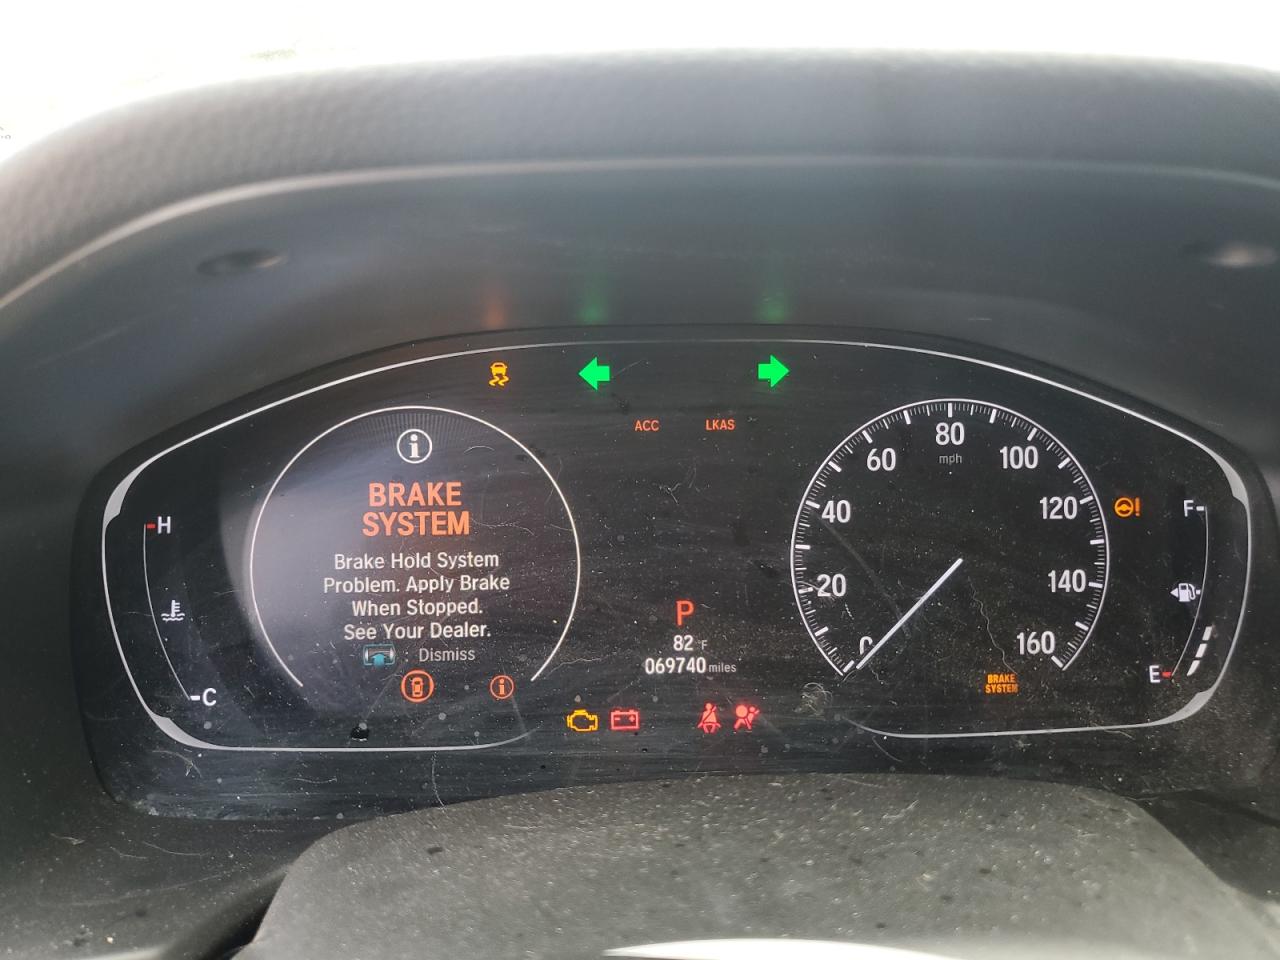 ACC LKAS
BRAKE
SYSTEM
Brake Hold System
Problem. Apply Brake
When Stopped.
See Your Dealer.
: Dismiss
H
C
P
82°F
069740 miles
20
40
60
80
mph
100
120
140
160
BRAKE
SYSTEM
F
E